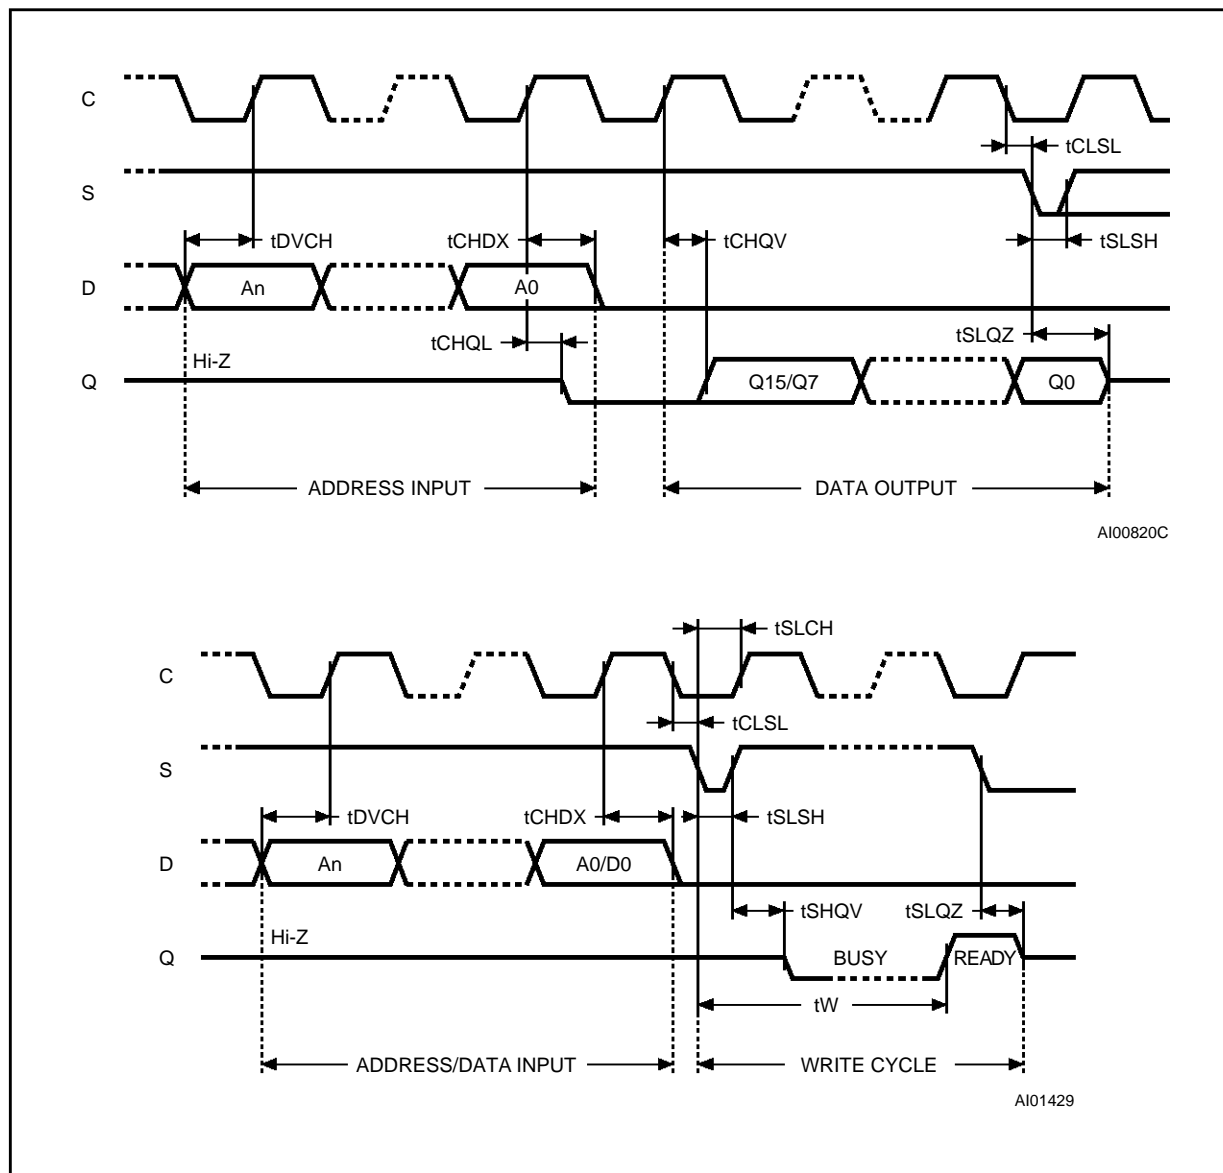 C
tCLSL
S
tDVCH
tCHDX
tCHQV
tSLSH
D
An
A0
tCHQL
tSLQZ
Hi-Z
Q
Q15/Q7
Q0
ADDRESS INPUT
DATA OUTPUT
AI00820C
tSLCH
C
tCLSL
S
tDVCH
tCHDX
tSLSH
D
An
A0/D0
tSHQV
tSLQZ
Hi-Z
Q
BUSY
READY
tW
ADDRESS/DATA INPUT
WRITE CYCLE
AI01429